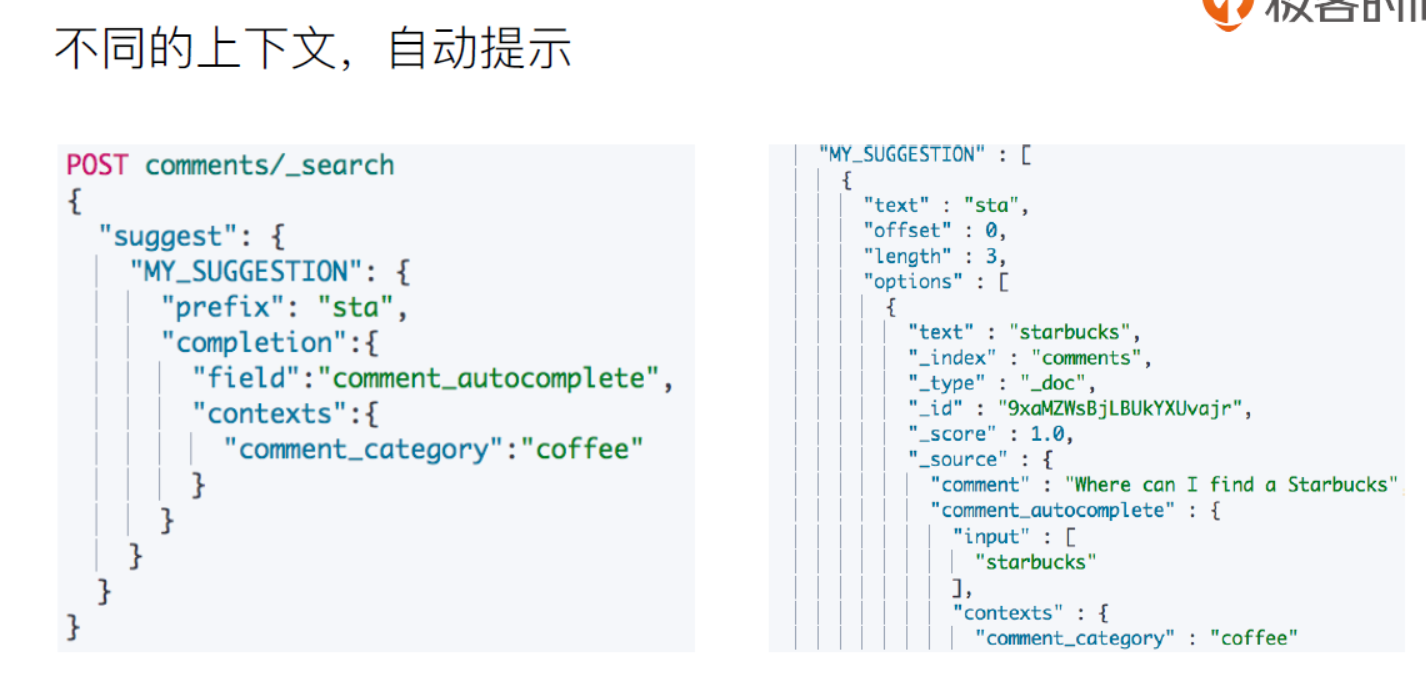 极客时间
不同的上下文，自动提示
POST comments/_search
{
"suggest": {
"MY_SUGGESTION": {
"prefix": "sta",
"completion":{
"field":"comment_autocomplete",
"contexts":{
"comment_category":"coffee"
}
}
}
}
}
"MY_SUGGESTION" : [
{
"text" : "sta",
"offset" : 0,
"length" : 3,
"options" : [
{
"text" : "starbucks",
"_index" : "comments",
"_type" : "_doc",
"_id" : "9xaMZWsBjLBUkYXUvajr",
"_score" : 1.0,
"_source" : {
"comment" : "Where can I find a Starbucks",
"comment_autocomplete" : {
"input" : [
"starbucks"
],
"contexts" : {
"comment_category" : "coffee"